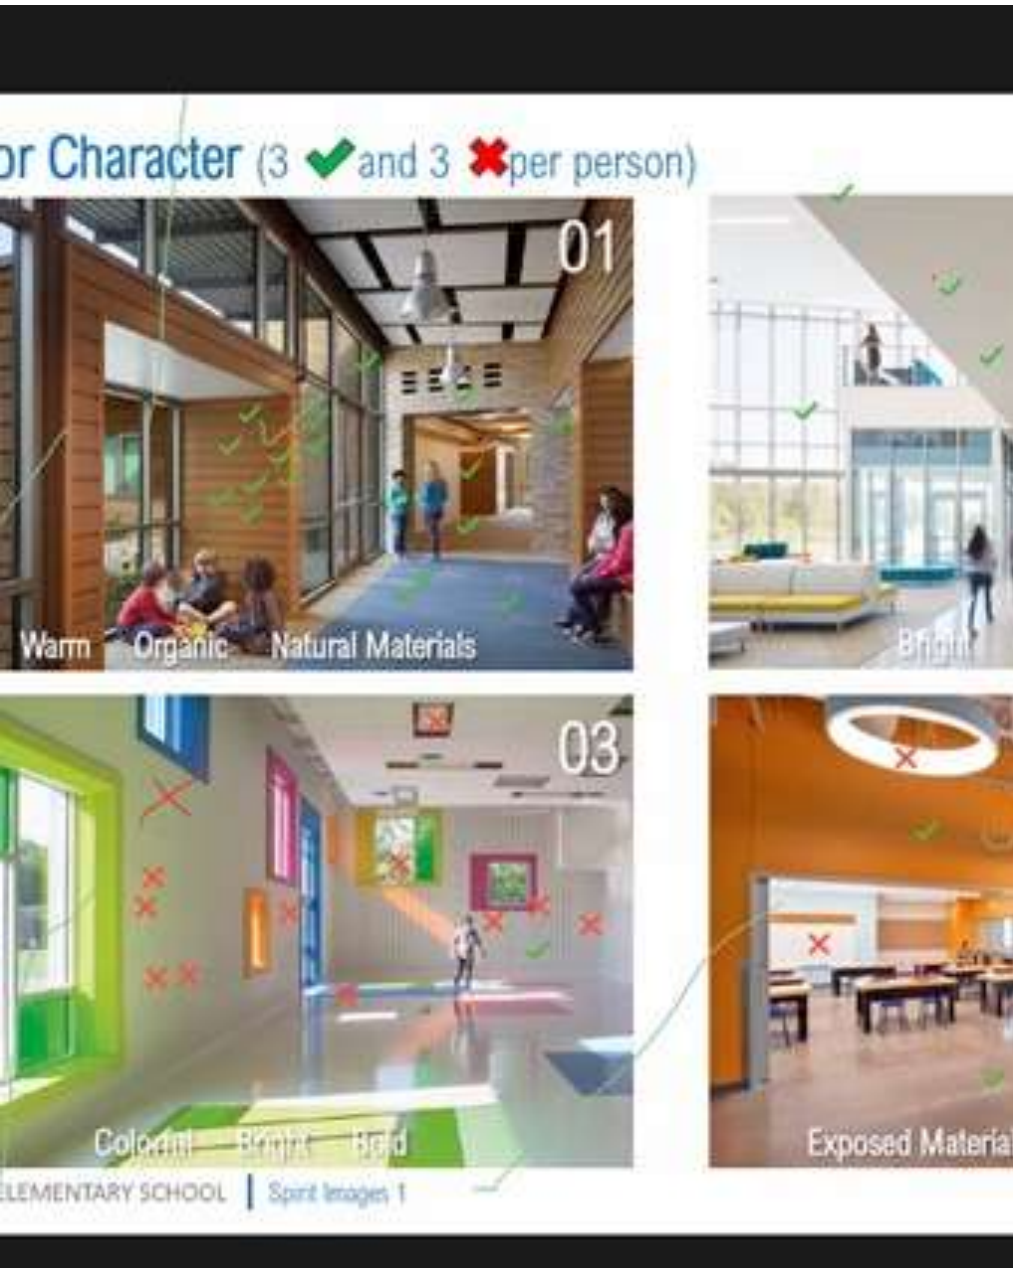 or Character (3 ✔ and 3 ✖ per person)
01
Warm Organic Natural Materials
Bright
03
Colorful Bright Bold
Exposed Material
ELEMENTARY SCHOOL | Spirit Images 1